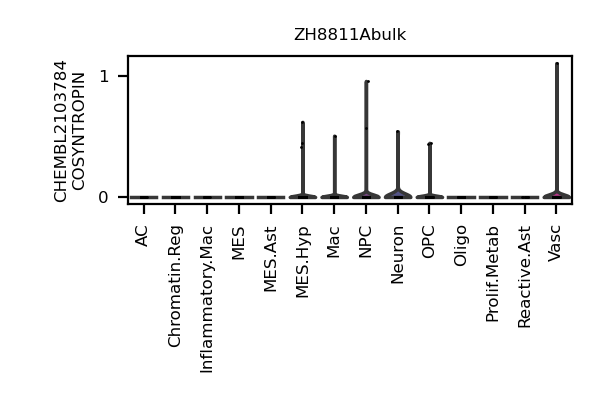 ZH8811Abulk
CHEMBL2103784
COSYNTROPIN
1
0
AC
Chromatin.Reg
Inflammatory.Mac
MES
MES.Ast
MES.Hyp
Mac
NPC
Neuron
OPC
Oligo
Prolif.Metab
Reactive.Ast
Vasc